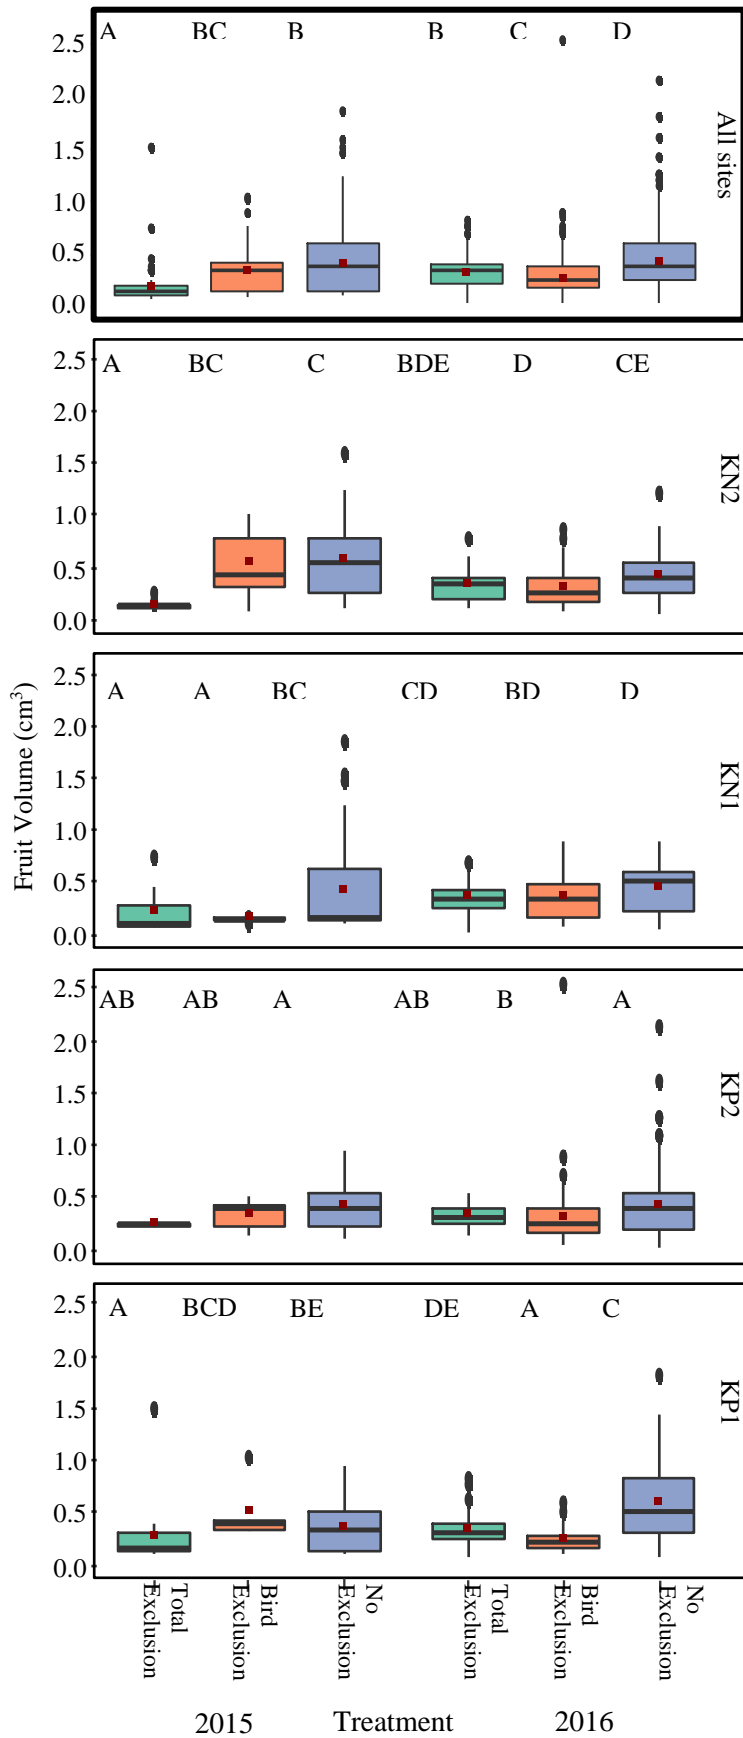 A BC B B C D
2.5
2.0
1.5
1.0
0.5
0.0
All sites
A BC C BDE D CE
2.5
2.0
1.5
1.0
0.5
0.0
KN2
A A BC CD BD D
2.5
2.0
1.5
1.0
0.5
0.0
KN1
Fruit Volume (cm³)
AB AB A AB B A
2.5
2.0
1.5
1.0
0.5
0.0
KP2
A BCD BE DE A C
2.5
2.0
1.5
1.0
0.5
0.0
KP1
Total
Exclusion
Bird
Exclusion
No
Exclusion
Total
Exclusion
Bird
Exclusion
No
Exclusion
2015 Treatment 2016